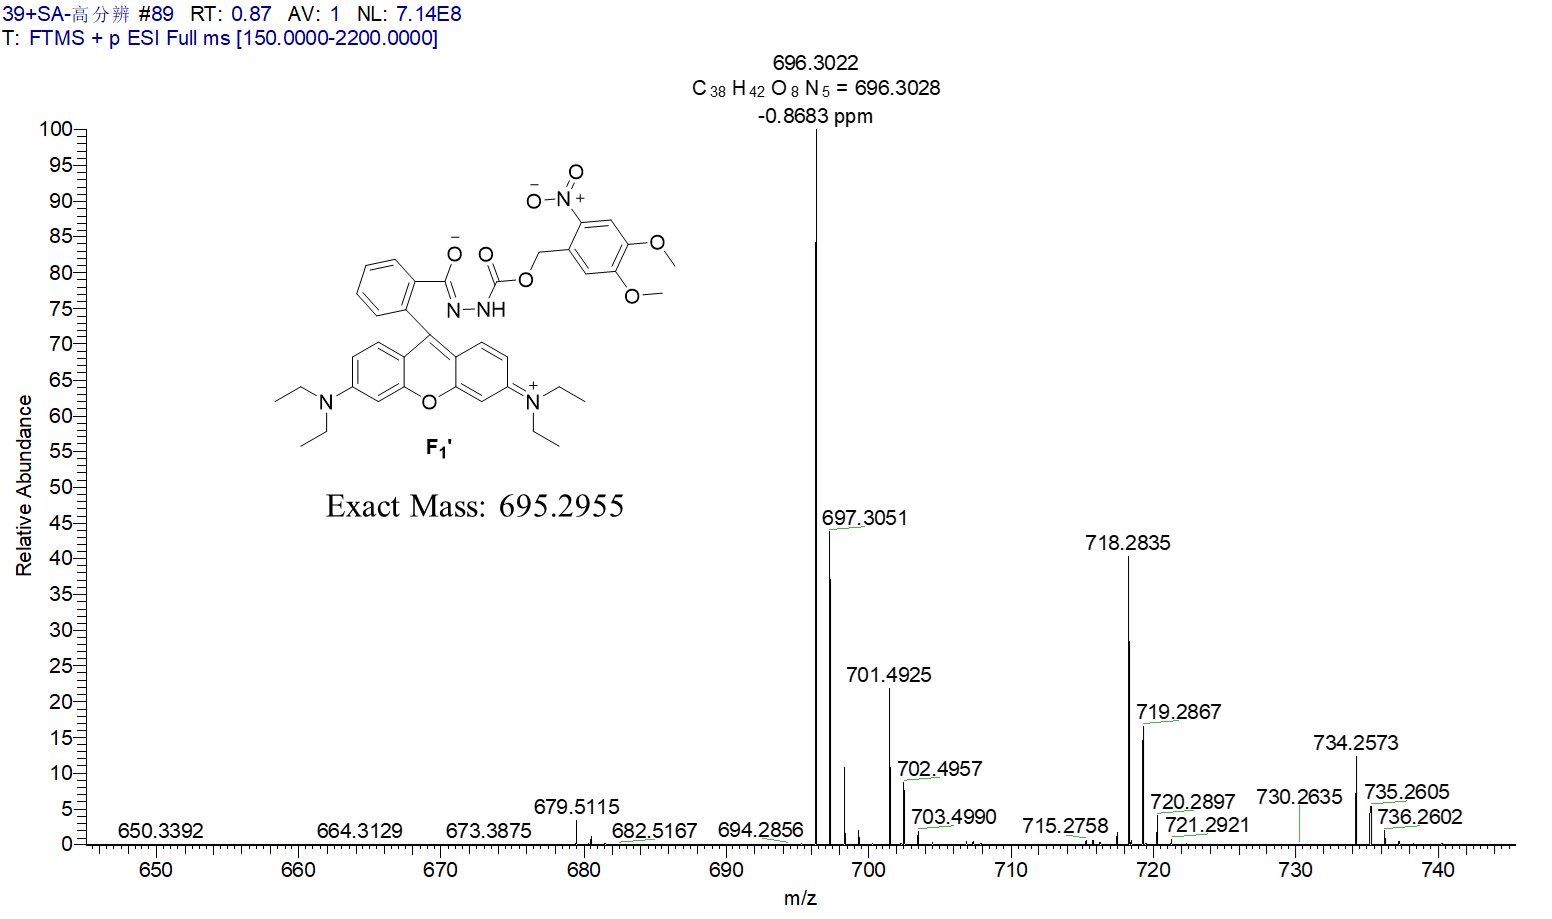 39+SA-高分辨 #89 RT: 0.87 AV: 1 NL: 7.14E8
T: FTMS + p ESI Full ms [150.0000-2200.0000]
696.3022
C 38 H 42 O 8 N 5 = 696.3028
-0.8683 ppm
100
95
90
85
80
75
70
65
60
55
50
45
40
35
30
25
20
15
10
5
0
Relative Abundance
O
O
N
+
−
O
O
O
−
O
O
N
NH
N
O
N
+
F1'
Exact Mass: 695.2955
697.3051
718.2835
701.4925
719.2867
734.2573
702.4957
730.2635
735.2605
679.5115
720.2897
703.4990
736.2602
650.3392
664.3129
673.3875
682.5167
694.2856
715.2758
721.2921
650
660
670
680
690
700
710
720
730
740
m/z